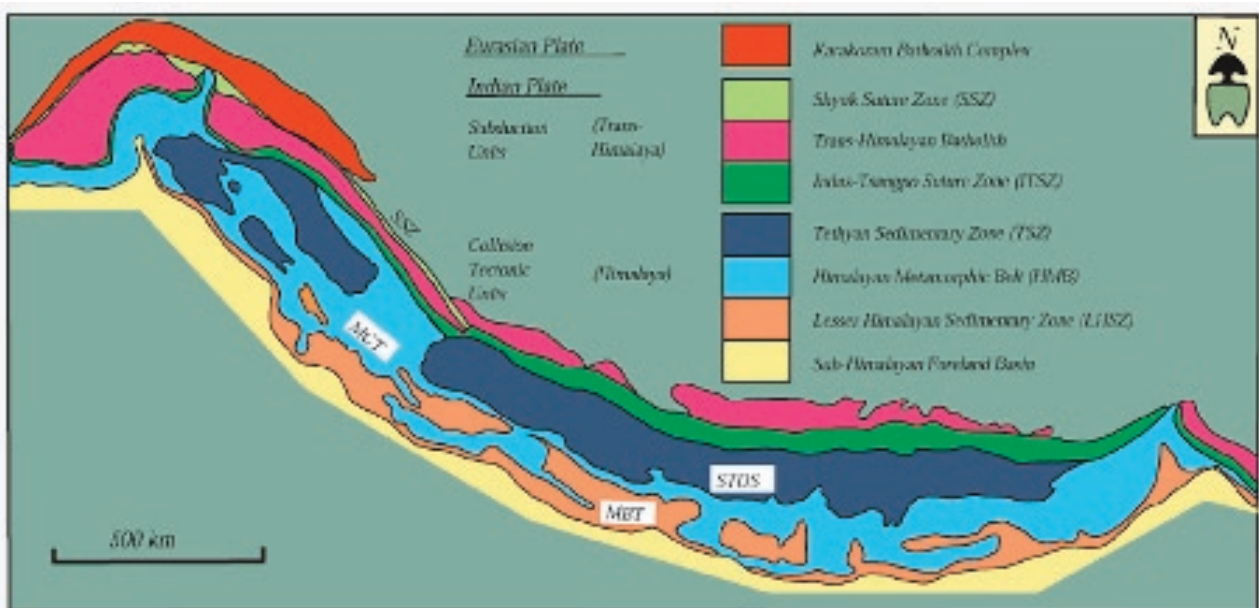 Eurasian Plate
Indian Plate
Subduction
Units
(Trans-
Himalaya)
Collision
Tectonic
Units
(Himalaya)
Karakoram Batholith Complex
Shyok Suture Zone (SSZ)
Trans-Himalayan Batholith
Indus-Tsangpo Suture Zone (ITSZ)
Tethyan Sedimentary Zone (TSZ)
Himalayan Metamorphic Belt (HMB)
Lesser Himalayan Sedimentary Zone (LHSZ)
Sub-Himalayan Foreland Basin
N
SSZ
MCT
STDS
MBT
500 km